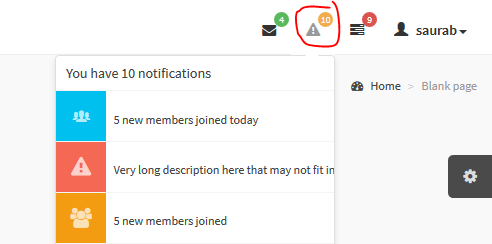 4 10 9 saurab
You have 10 notifications
Home > Blank page
5 new members joined today
Very long description here that may not fit in
5 new members joined